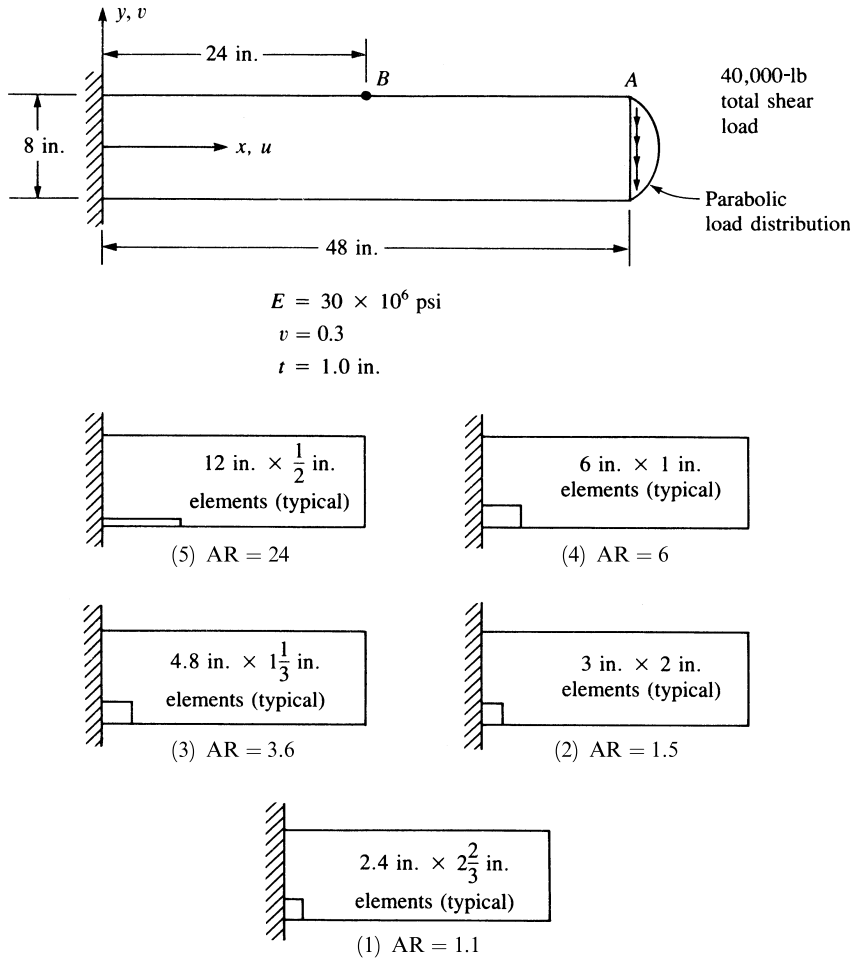 y, v
24 in.
B
A
40,000-lb
total shear
load
8 in.
x, u
Parabolic
load distribution
48 in.
E = 30 × 10⁶ psi
v = 0.3
t = 1.0 in.
12 in. × 1/2 in.
elements (typical)
(5) AR = 24
6 in. × 1 in.
elements (typical)
(4) AR = 6
4.8 in. × 1 1/3 in.
elements (typical)
(3) AR = 3.6
3 in. × 2 in.
elements (typical)
(2) AR = 1.5
2.4 in. × 2 2/3 in.
elements (typical)
(1) AR = 1.1